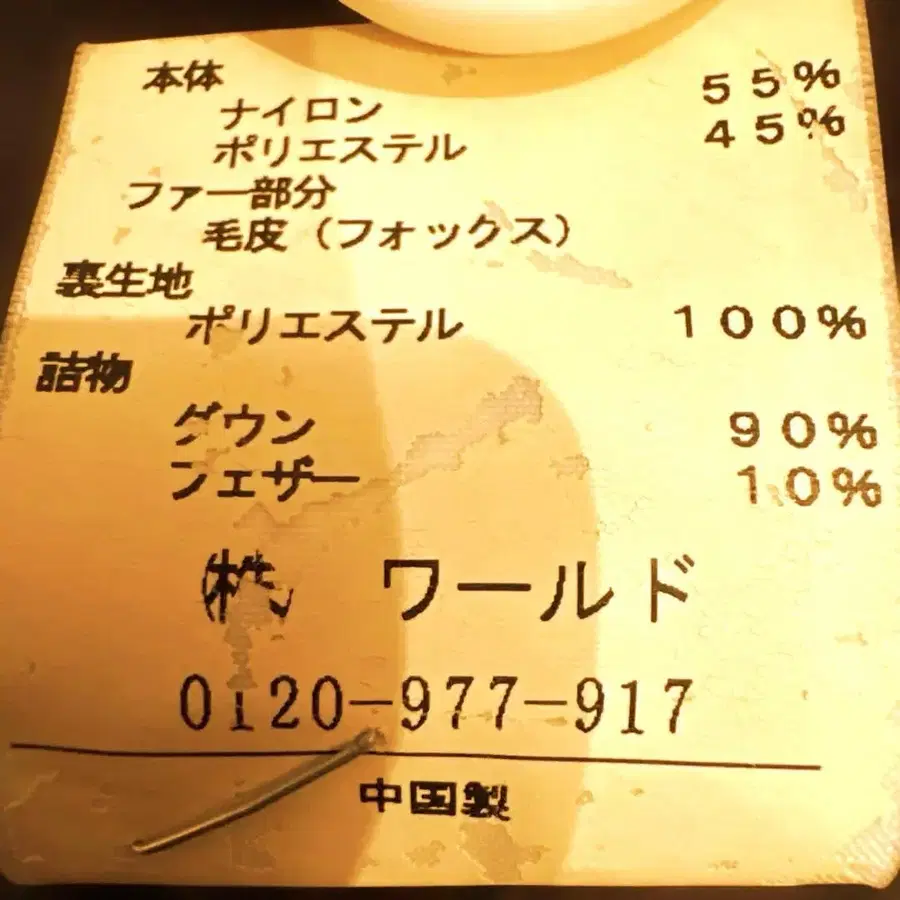 本体
ナイロン 55%
ポリエステル 45%
ファー部分
毛皮(フォックス)
裏生地
ポリエステル 100%
詰物
ダウン 90%
フェザー 10%
(株) ワールド
0120-977-917
中国製